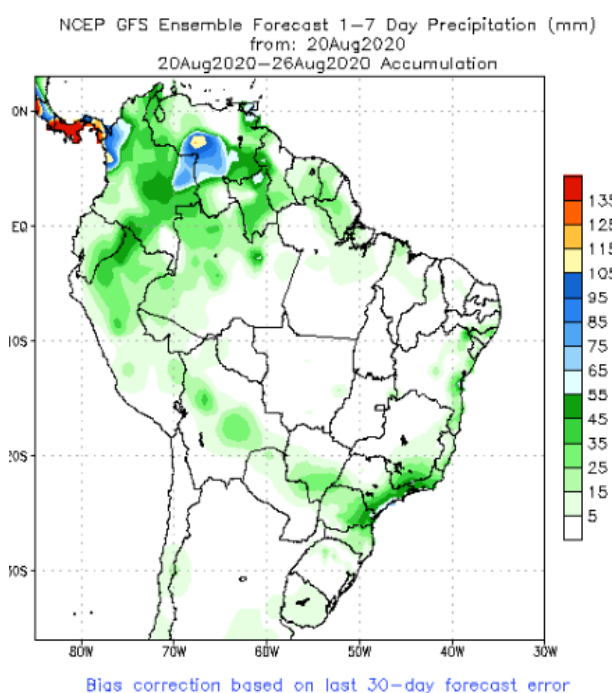 NCEP GFS Ensemble Forecast 1-7 Day Precipitation (mm)
from: 20Aug2020
20Aug2020-26Aug2020 Accumulation
0N
EQ
0S
20S
30S
80W
70W
60W
50W
40W
30W
135
125
115
105
95
85
75
65
55
45
35
25
15
5
Bias correction based on last 30-day forecast error